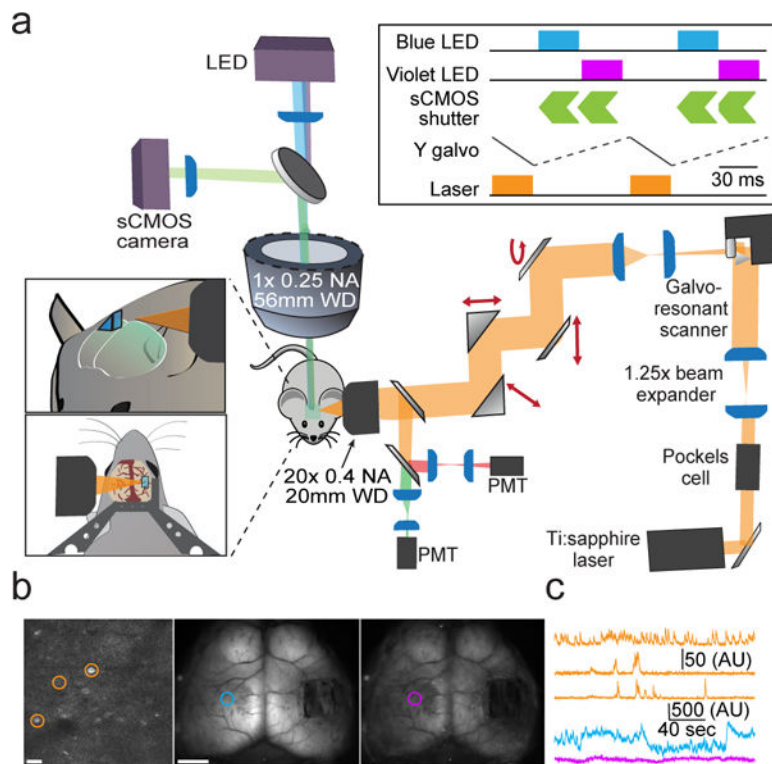 a
LED
sCMOS
camera
1x 0.25 NA
56mm WD
Blue LED
Violet LED
sCMOS
shutter
Y galvo
30 ms
Laser
Galvo-
resonant
scanner
1.25x beam
expander
Pockels
cell
Ti:sapphire
laser
20x 0.4 NA
20mm WD
PMT
PMT
b
c
50 (AU)
500 (AU)
40 sec